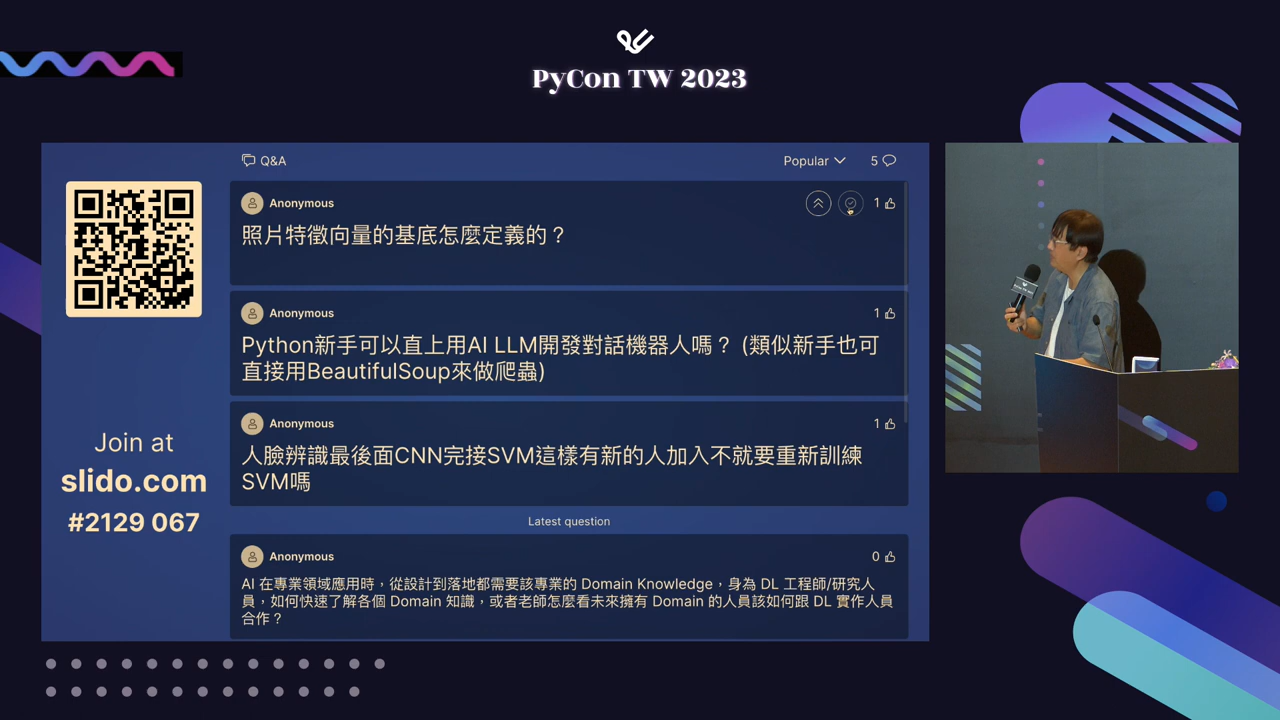 PyCon TW 2023
Q&A
Popular
5
Anonymous
1
照片特徵向量的基底怎麼定義的？
Anonymous
1
Python新手可以直上用AI LLM開發對話機器人嗎？ (類似新手也可
直接用BeautifulSoup來做爬蟲)
Anonymous
1
人臉辨識最後面CNN完接SVM這樣有新的人加入不就要重新訓練
SVM嗎
Latest question
Anonymous
0
AI 在專業領域應用時，從設計到落地都需要該專業的 Domain Knowledge，身為 DL 工程師/研究人
員，如何快速了解各個 Domain 知識，或者老師怎麼看未來擁有 Domain 的人員該如何跟 DL 實作人員
合作？
Join at
slido.com
#2129 067